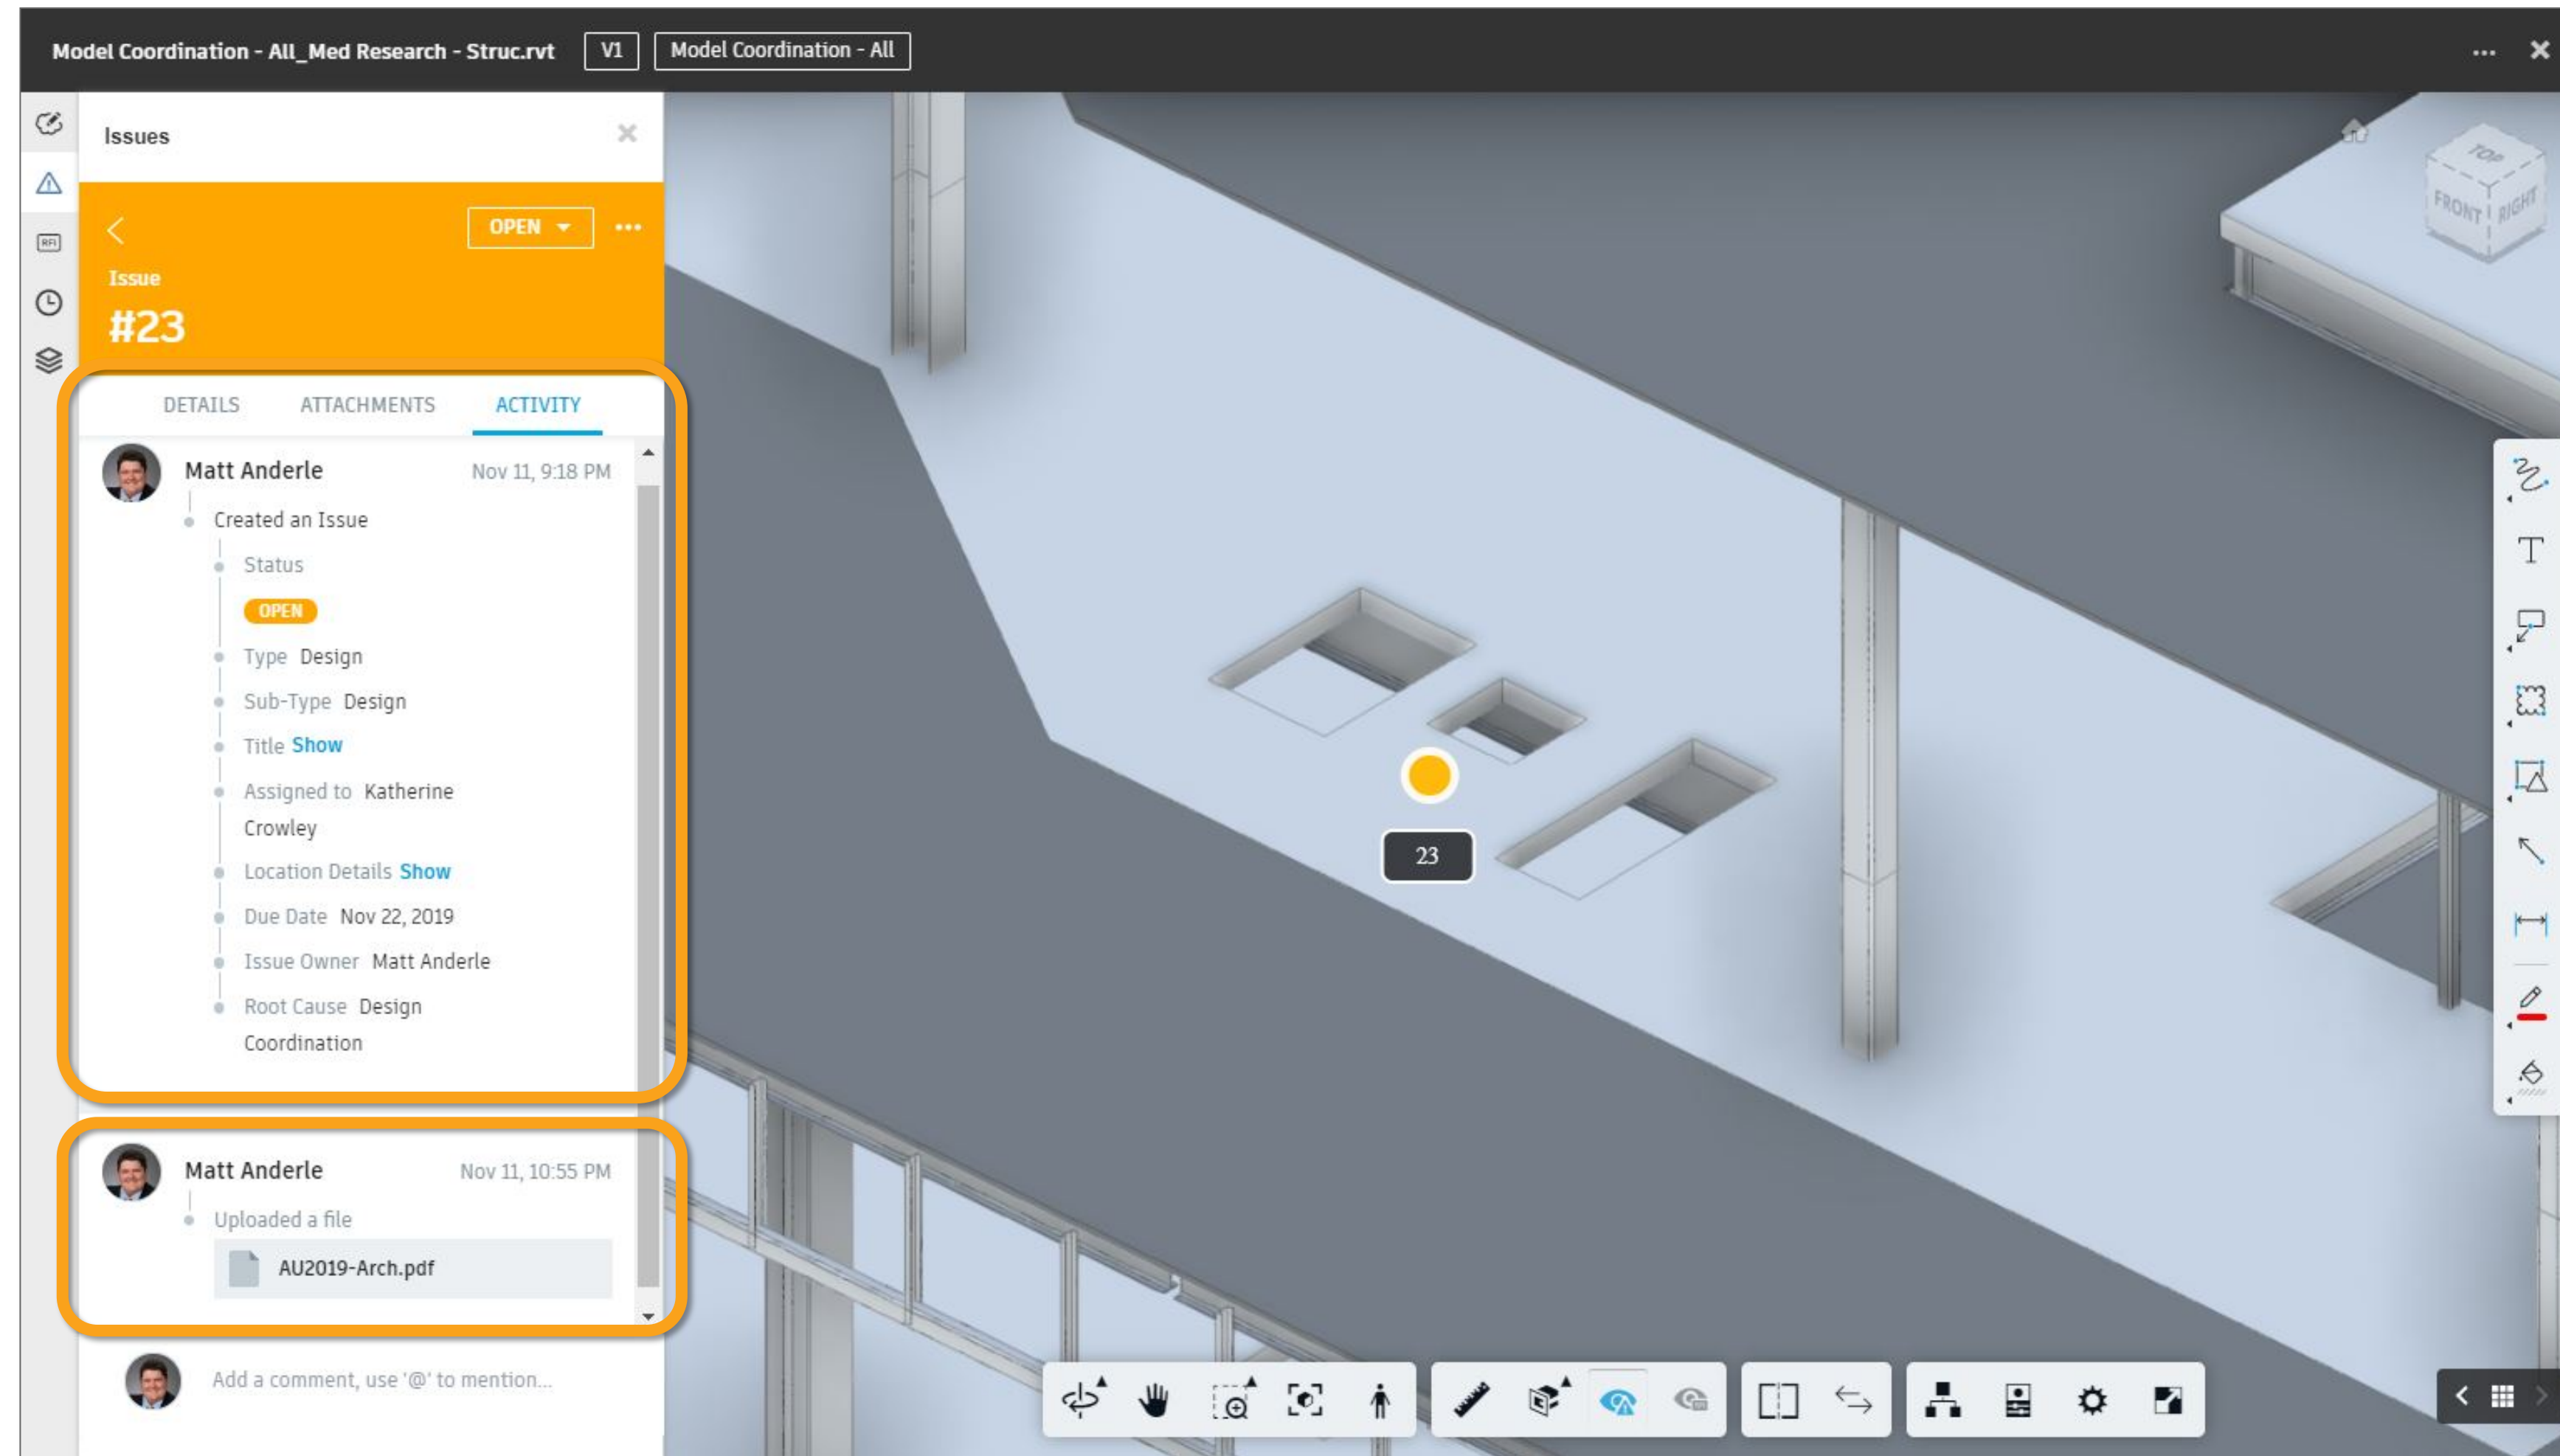 Model Coordination - All_Med Research - Struc.rvt V1 Model Coordination - All
Issues
OPEN
Issue
#23
RFI
DETAILS ATTACHMENTS ACTIVITY
Matt Anderle Nov 11, 9:18 PM
Created an Issue
Status
OPEN
Type Design
Sub-Type Design
Title Show
Assigned to Katherine
Crowley
Location Details Show
Due Date Nov 22, 2019
Issue Owner Matt Anderle
Root Cause Design
Coordination
Matt Anderle Nov 11, 10:55 PM
Uploaded a file
AU2019-Arch.pdf
Add a comment, use '@' to mention...
23
TOP
FRONT RIGHT
T